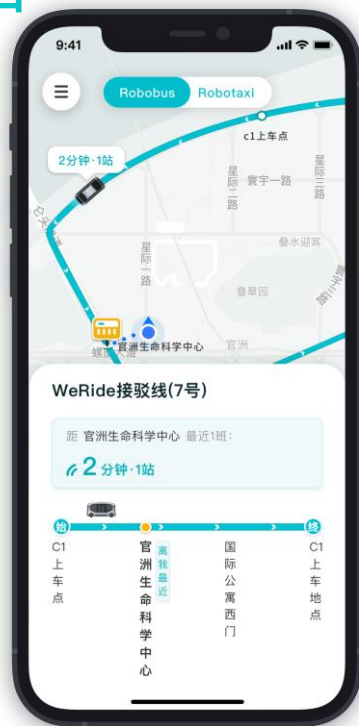 9:41
Robobus
Robotaxi
c1上车点
2分钟·1站
星际二路
寰宇一路
星际三路
星际一路
叠水迎宾
叠翠园
官洲生命科学中心
官洲
WeRide接驳线(7号)
距 官洲生命科学中心 最近1班:
2分钟·1站
始
终
C1上车点
官洲生命科学中心
离我最近
国际公寓西门
C1上车地点